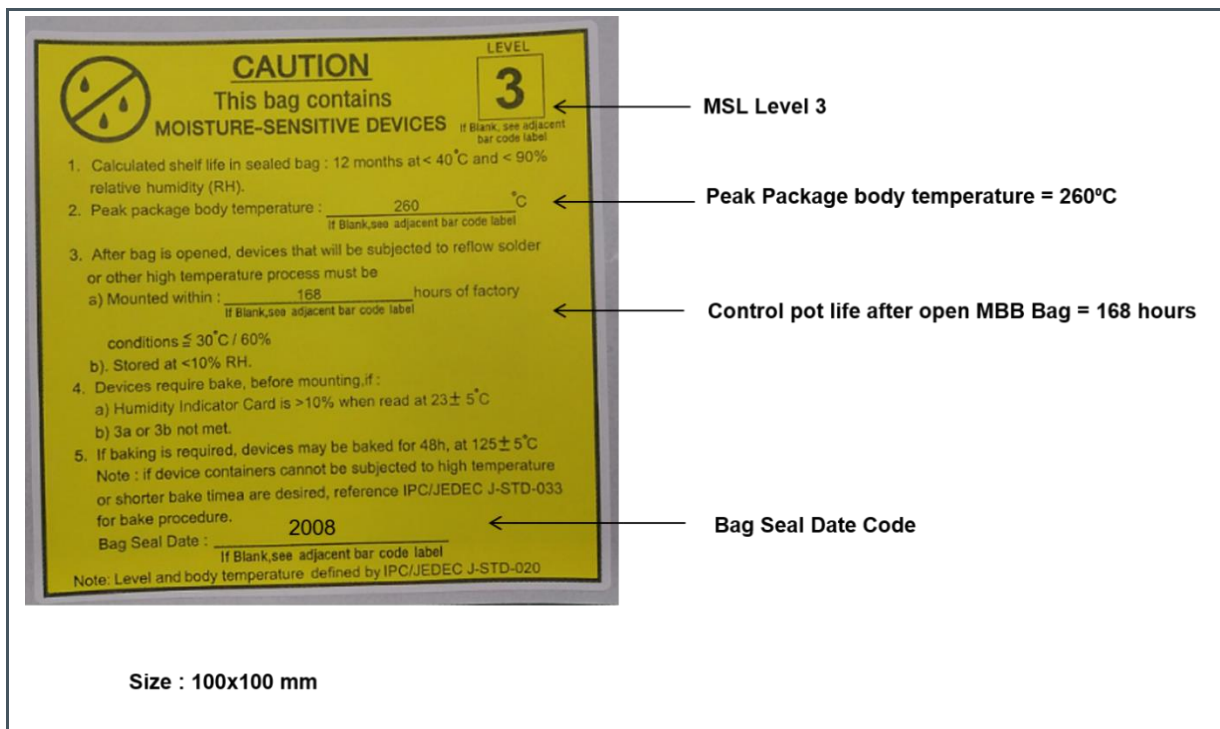 CAUTION
This bag contains
MOISTURE-SENSITIVE DEVICES
LEVEL
3
If Blank, see adjacent
bar code label
1. Calculated shelf life in sealed bag : 12 months at < 40°C and < 90%
relative humidity (RH).
2. Peak package body temperature : 260 °C
If Blank,see adjacent bar code label
3. After bag is opened, devices that will be subjected to reflow solder
or other high temperature process must be
a) Mounted within : 168 hours of factory
If Blank,see adjacent bar code label
conditions ≦ 30°C / 60%
b). Stored at <10% RH.
4. Devices require bake, before mounting,if :
a) Humidity Indicator Card is >10% when read at 23± 5°C
b) 3a or 3b not met.
5. If baking is required, devices may be baked for 48h, at 125±5°C
Note : if device containers cannot be subjected to high temperature
or shorter bake timea are desired, reference IPC/JEDEC J-STD-033
for bake procedure.
Bag Seal Date : 2008
If Blank,see adjacent bar code label
Note: Level and body temperature defined by IPC/JEDEC J-STD-020
MSL Level 3
Peak Package body temperature = 260ºC
Control pot life after open MBB Bag = 168 hours
Bag Seal Date Code
Size : 100x100 mm